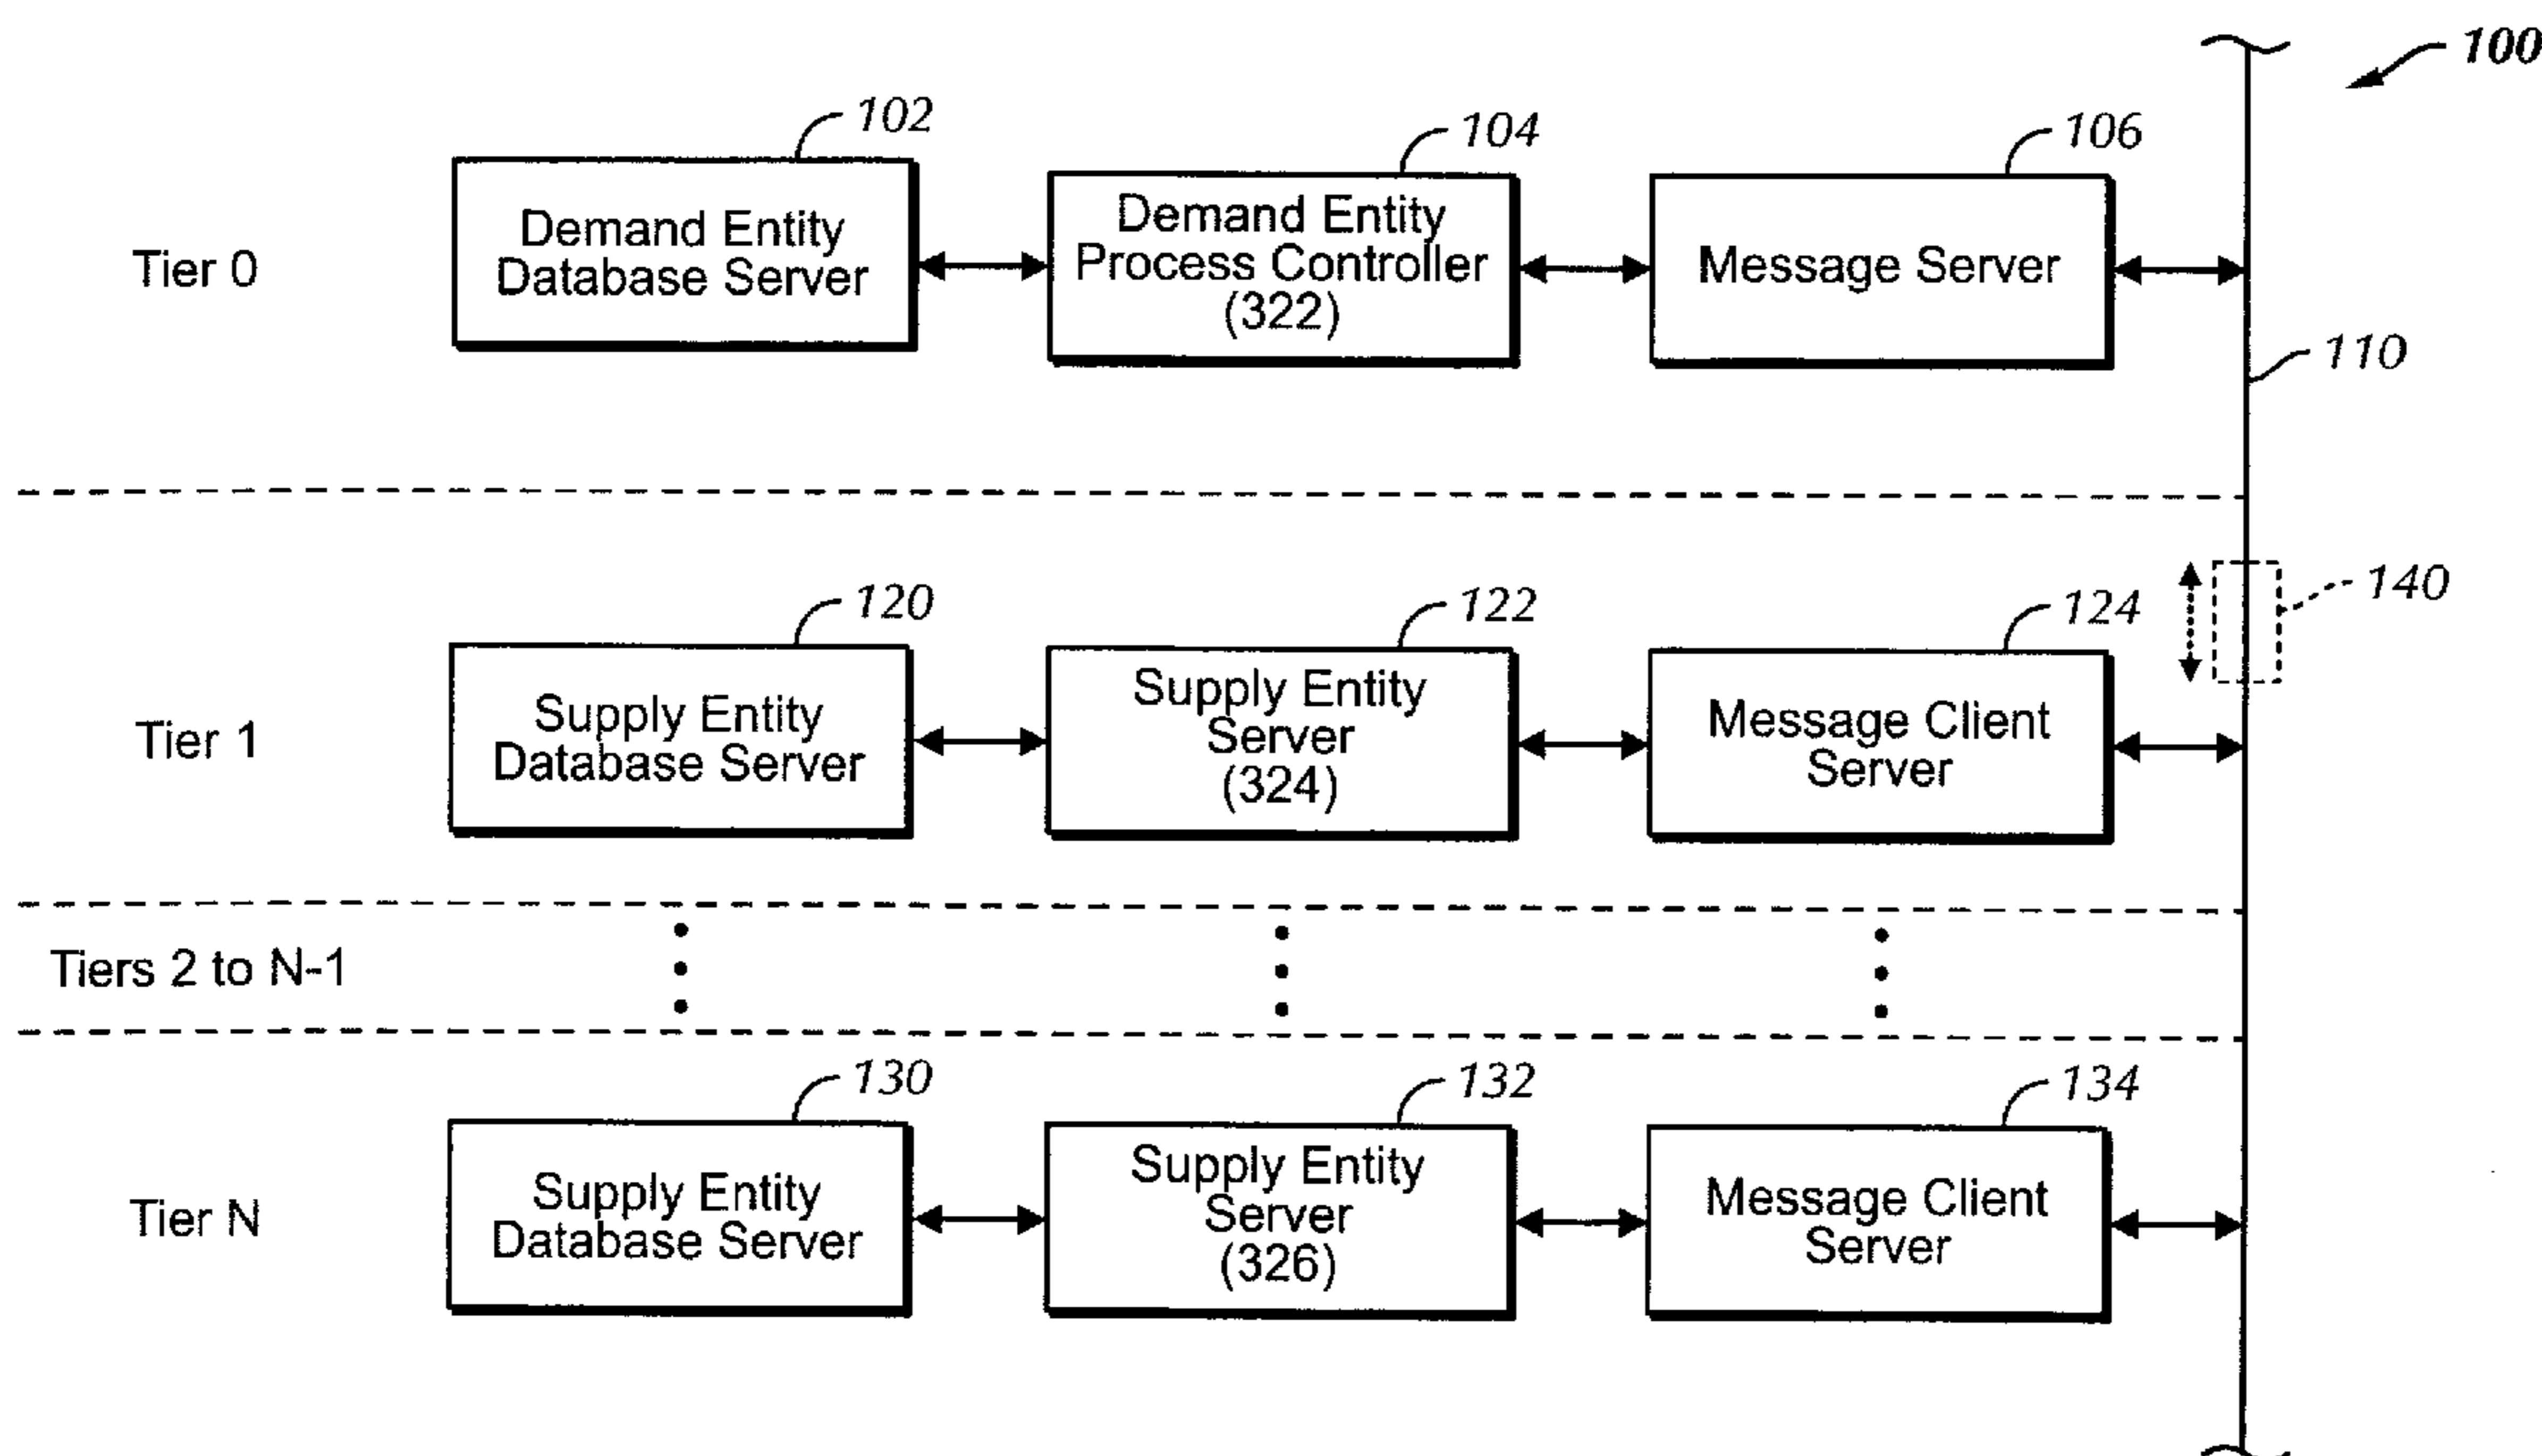 100
102
104
106
Tier 0
Demand Entity
Database Server
Demand Entity
Process Controller
(322)
Message Server
110
140
120
122
124
Tier 1
Supply Entity
Database Server
Supply Entity
Server
(324)
Message Client
Server
Tiers 2 to N-1
130
132
134
Tier N
Supply Entity
Database Server
Supply Entity
Server
(326)
Message Client
Server